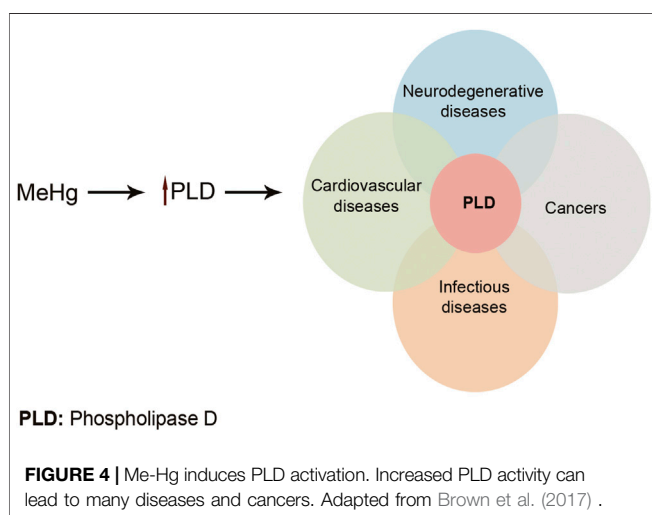 Neurodegenerative
diseases
MeHg
↑PLD
Cardiovascular
diseases
PLD
Cancers
Infectious
diseases
PLD: Phospholipase D
FIGURE 4 | Me-Hg induces PLD activation. Increased PLD activity can
lead to many diseases and cancers. Adapted from Brown et al. (2017) .